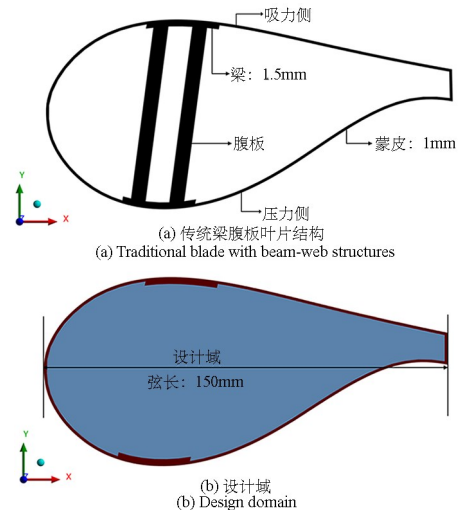 吸力侧
梁：1.5mm
腹板
蒙皮：1mm
压力侧
Y
Z
X
(a) 传统梁腹板叶片结构
(a) Traditional blade with beam-web structures
设计域
弦长：150mm
Y
Z
X
(b) 设计域
(b) Design domain